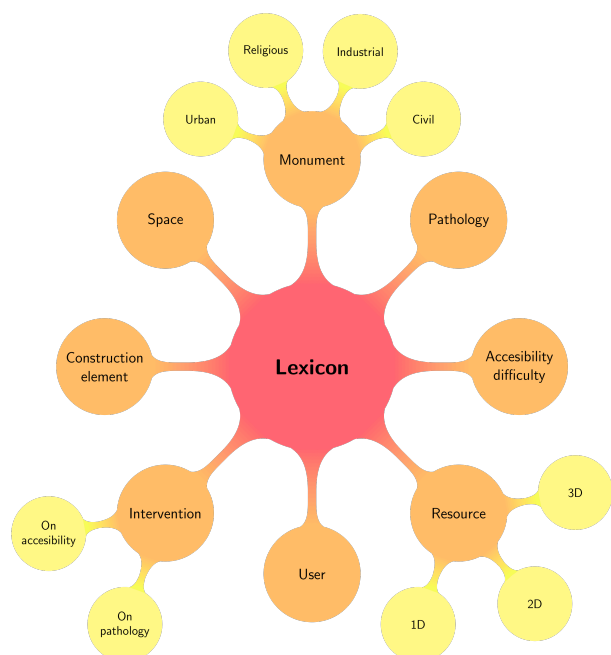 Religious
Industrial
Urban
Civil
Monument
Space
Pathology
Construction
element
Lexicon
Accesibility
difficulty
3D
Intervention
Resource
On
accesibility
User
2D
On
pathology
1D